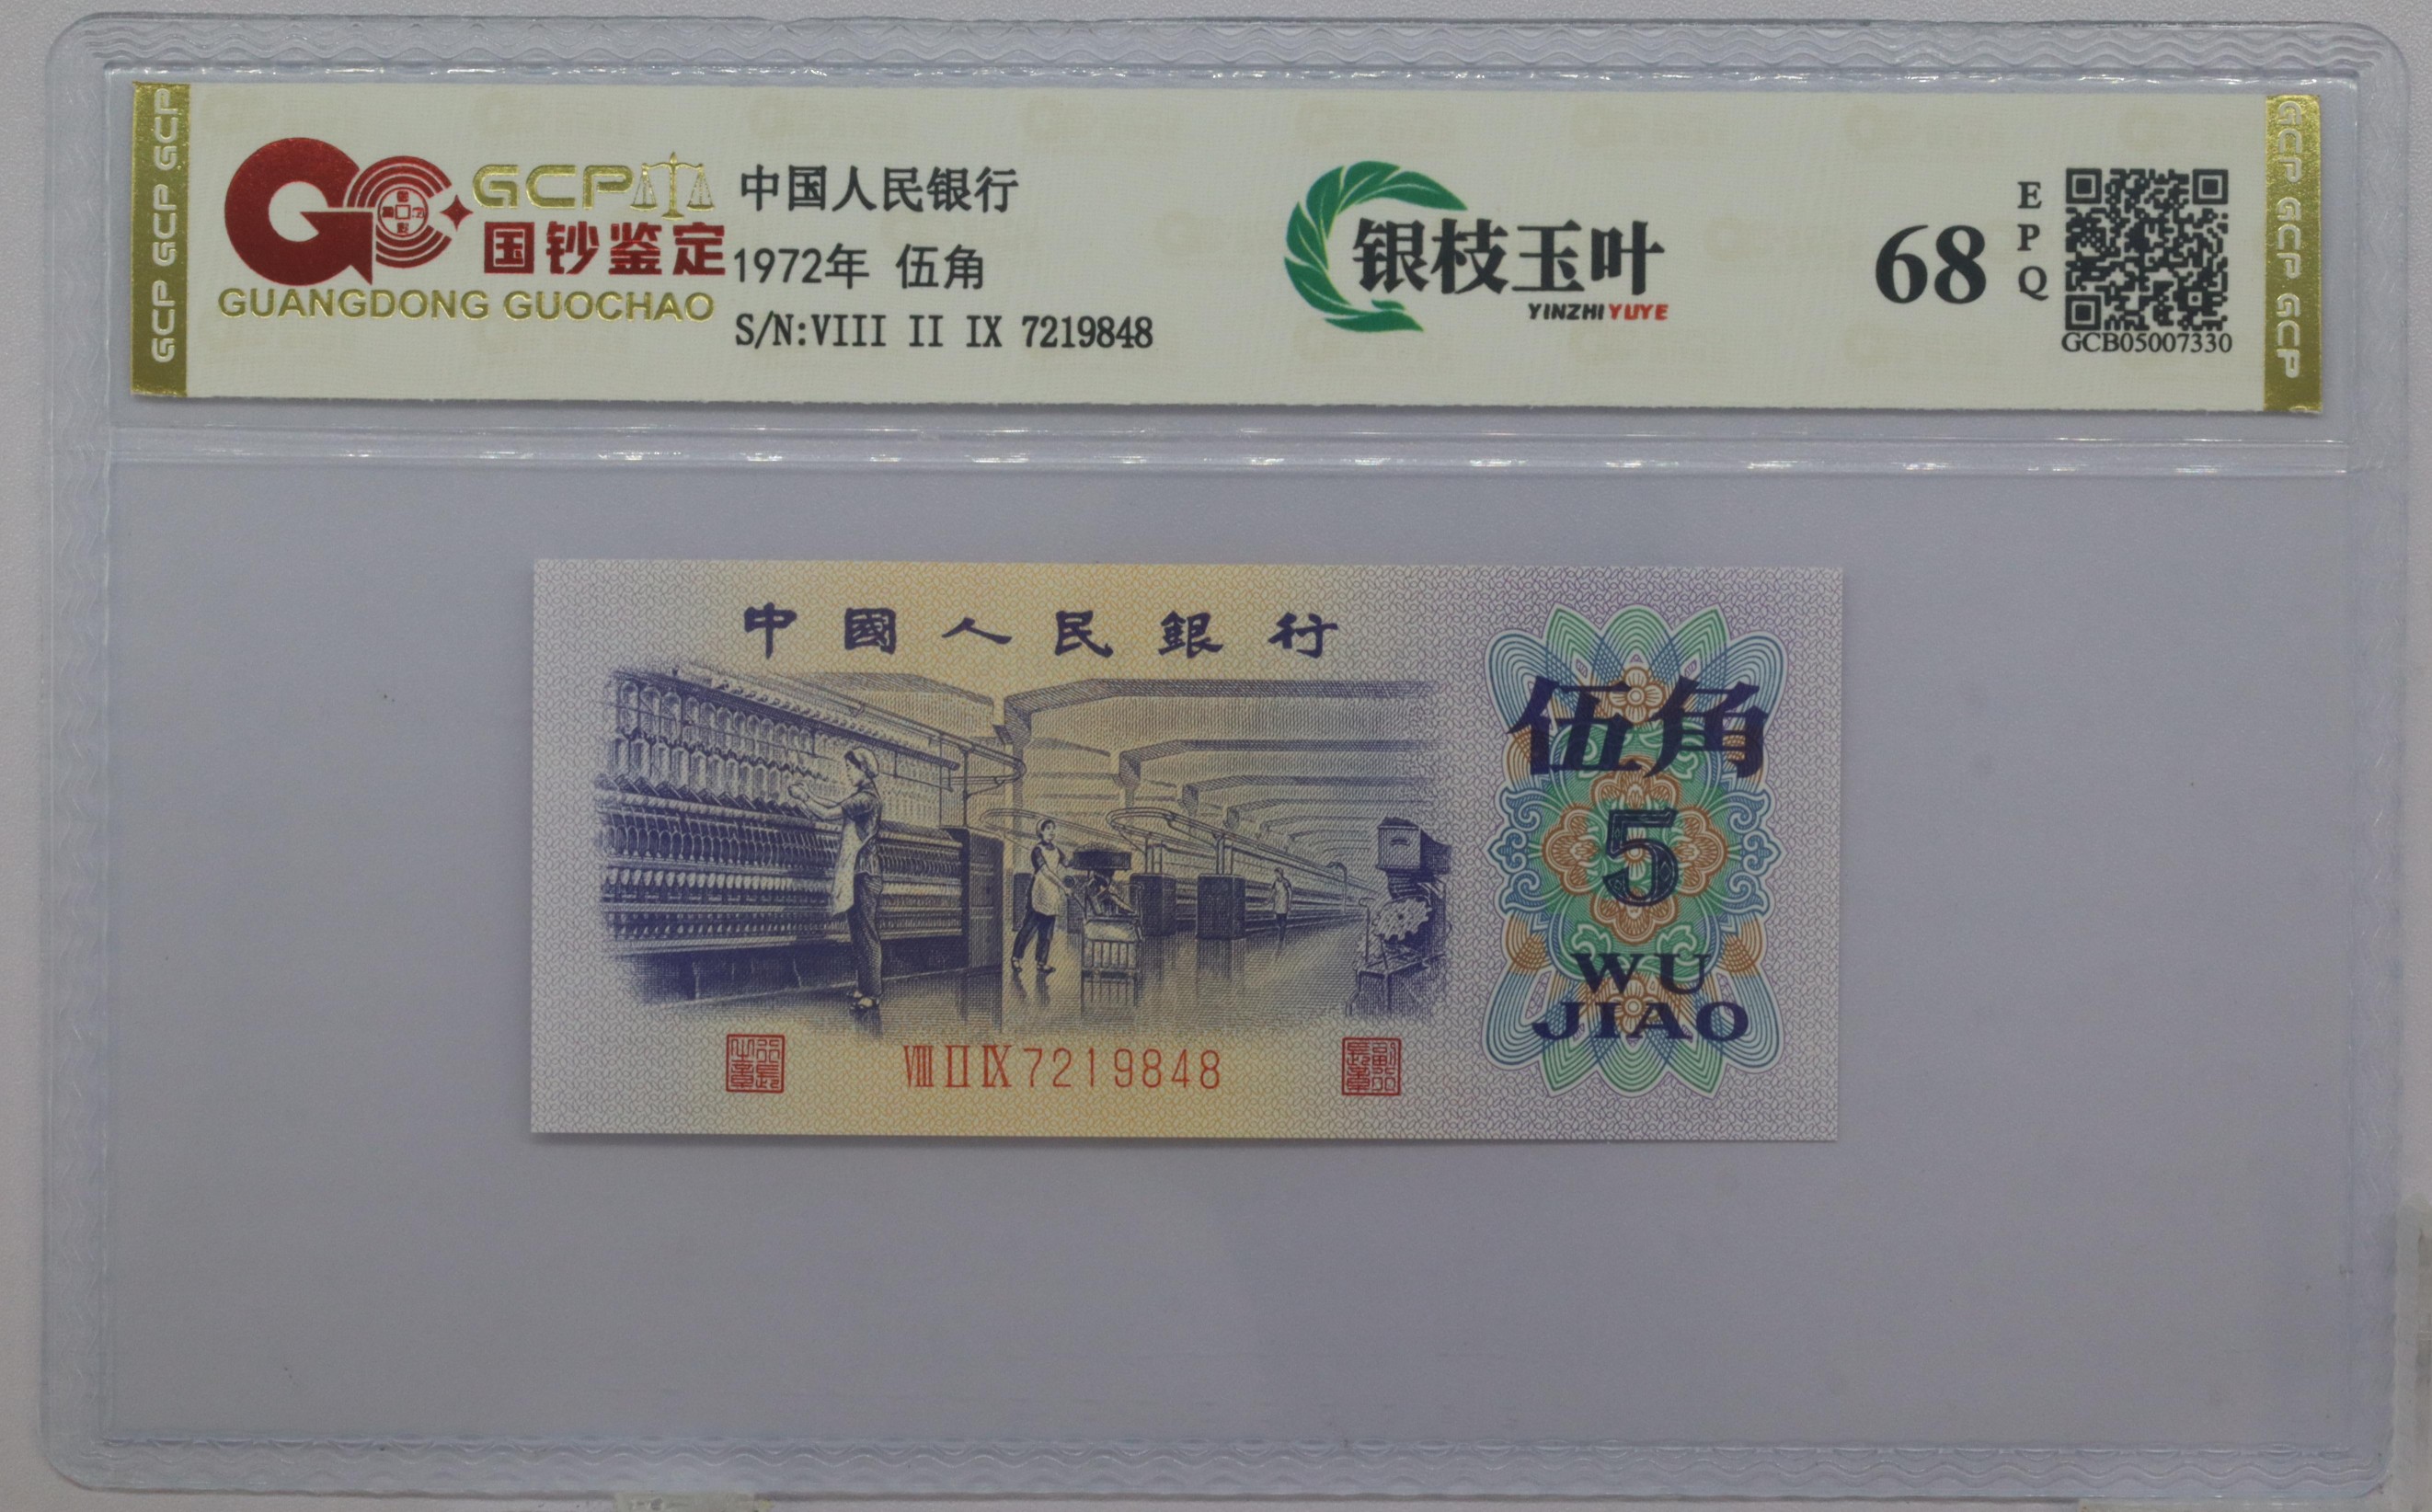 GCP GCP GCP
GCP
国钞鉴定
GUANGDONG GUOCHAO
中国人民银行
1972年 伍角
S/N:VIII II IX 7219848
银枝玉叶
YINZHIYUYE
68
EPQ
GCB05007330
GCP GCP GCP
中國人民銀行
伍角
5
WU
JIAO
VIII II IX 7219848